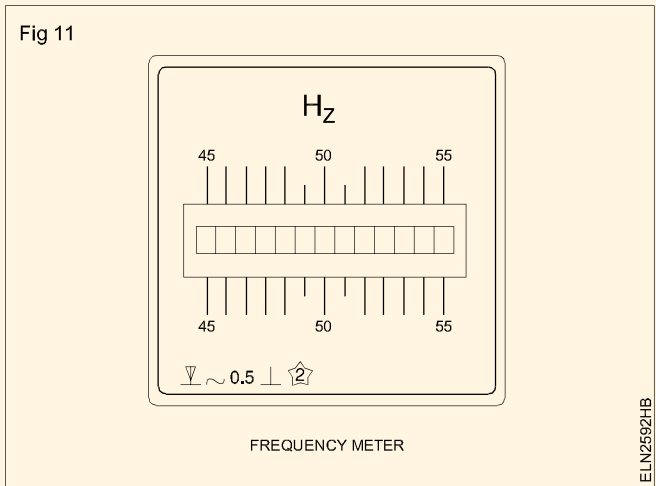 Fig 11
Hz
45 50 55
45 50 55
~ 0.5 ⊥ 2
FREQUENCY METER
ELN2592HB